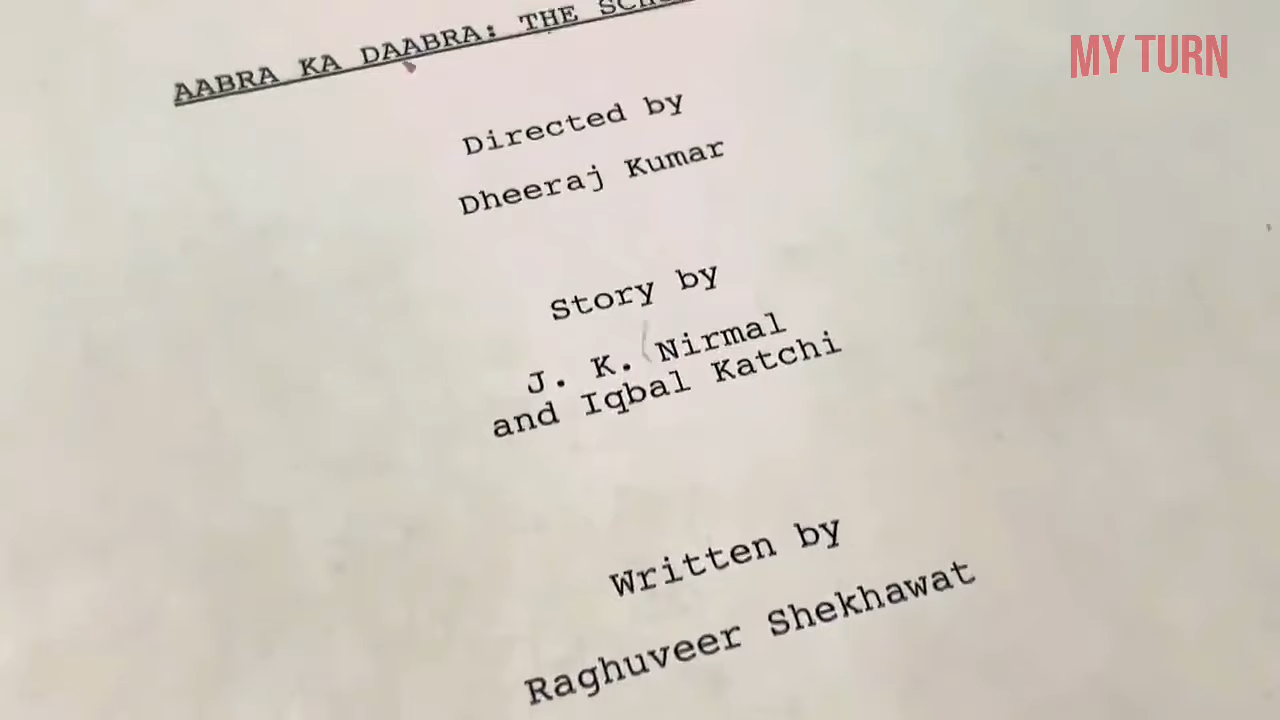 AABRA KA DAABRA: THE
MY TURN
Directed by
Dheeraj Kumar
Story by
J. K. Nirmal
and Iqbal Katchi
Written by
Raghuveer Shekhawat